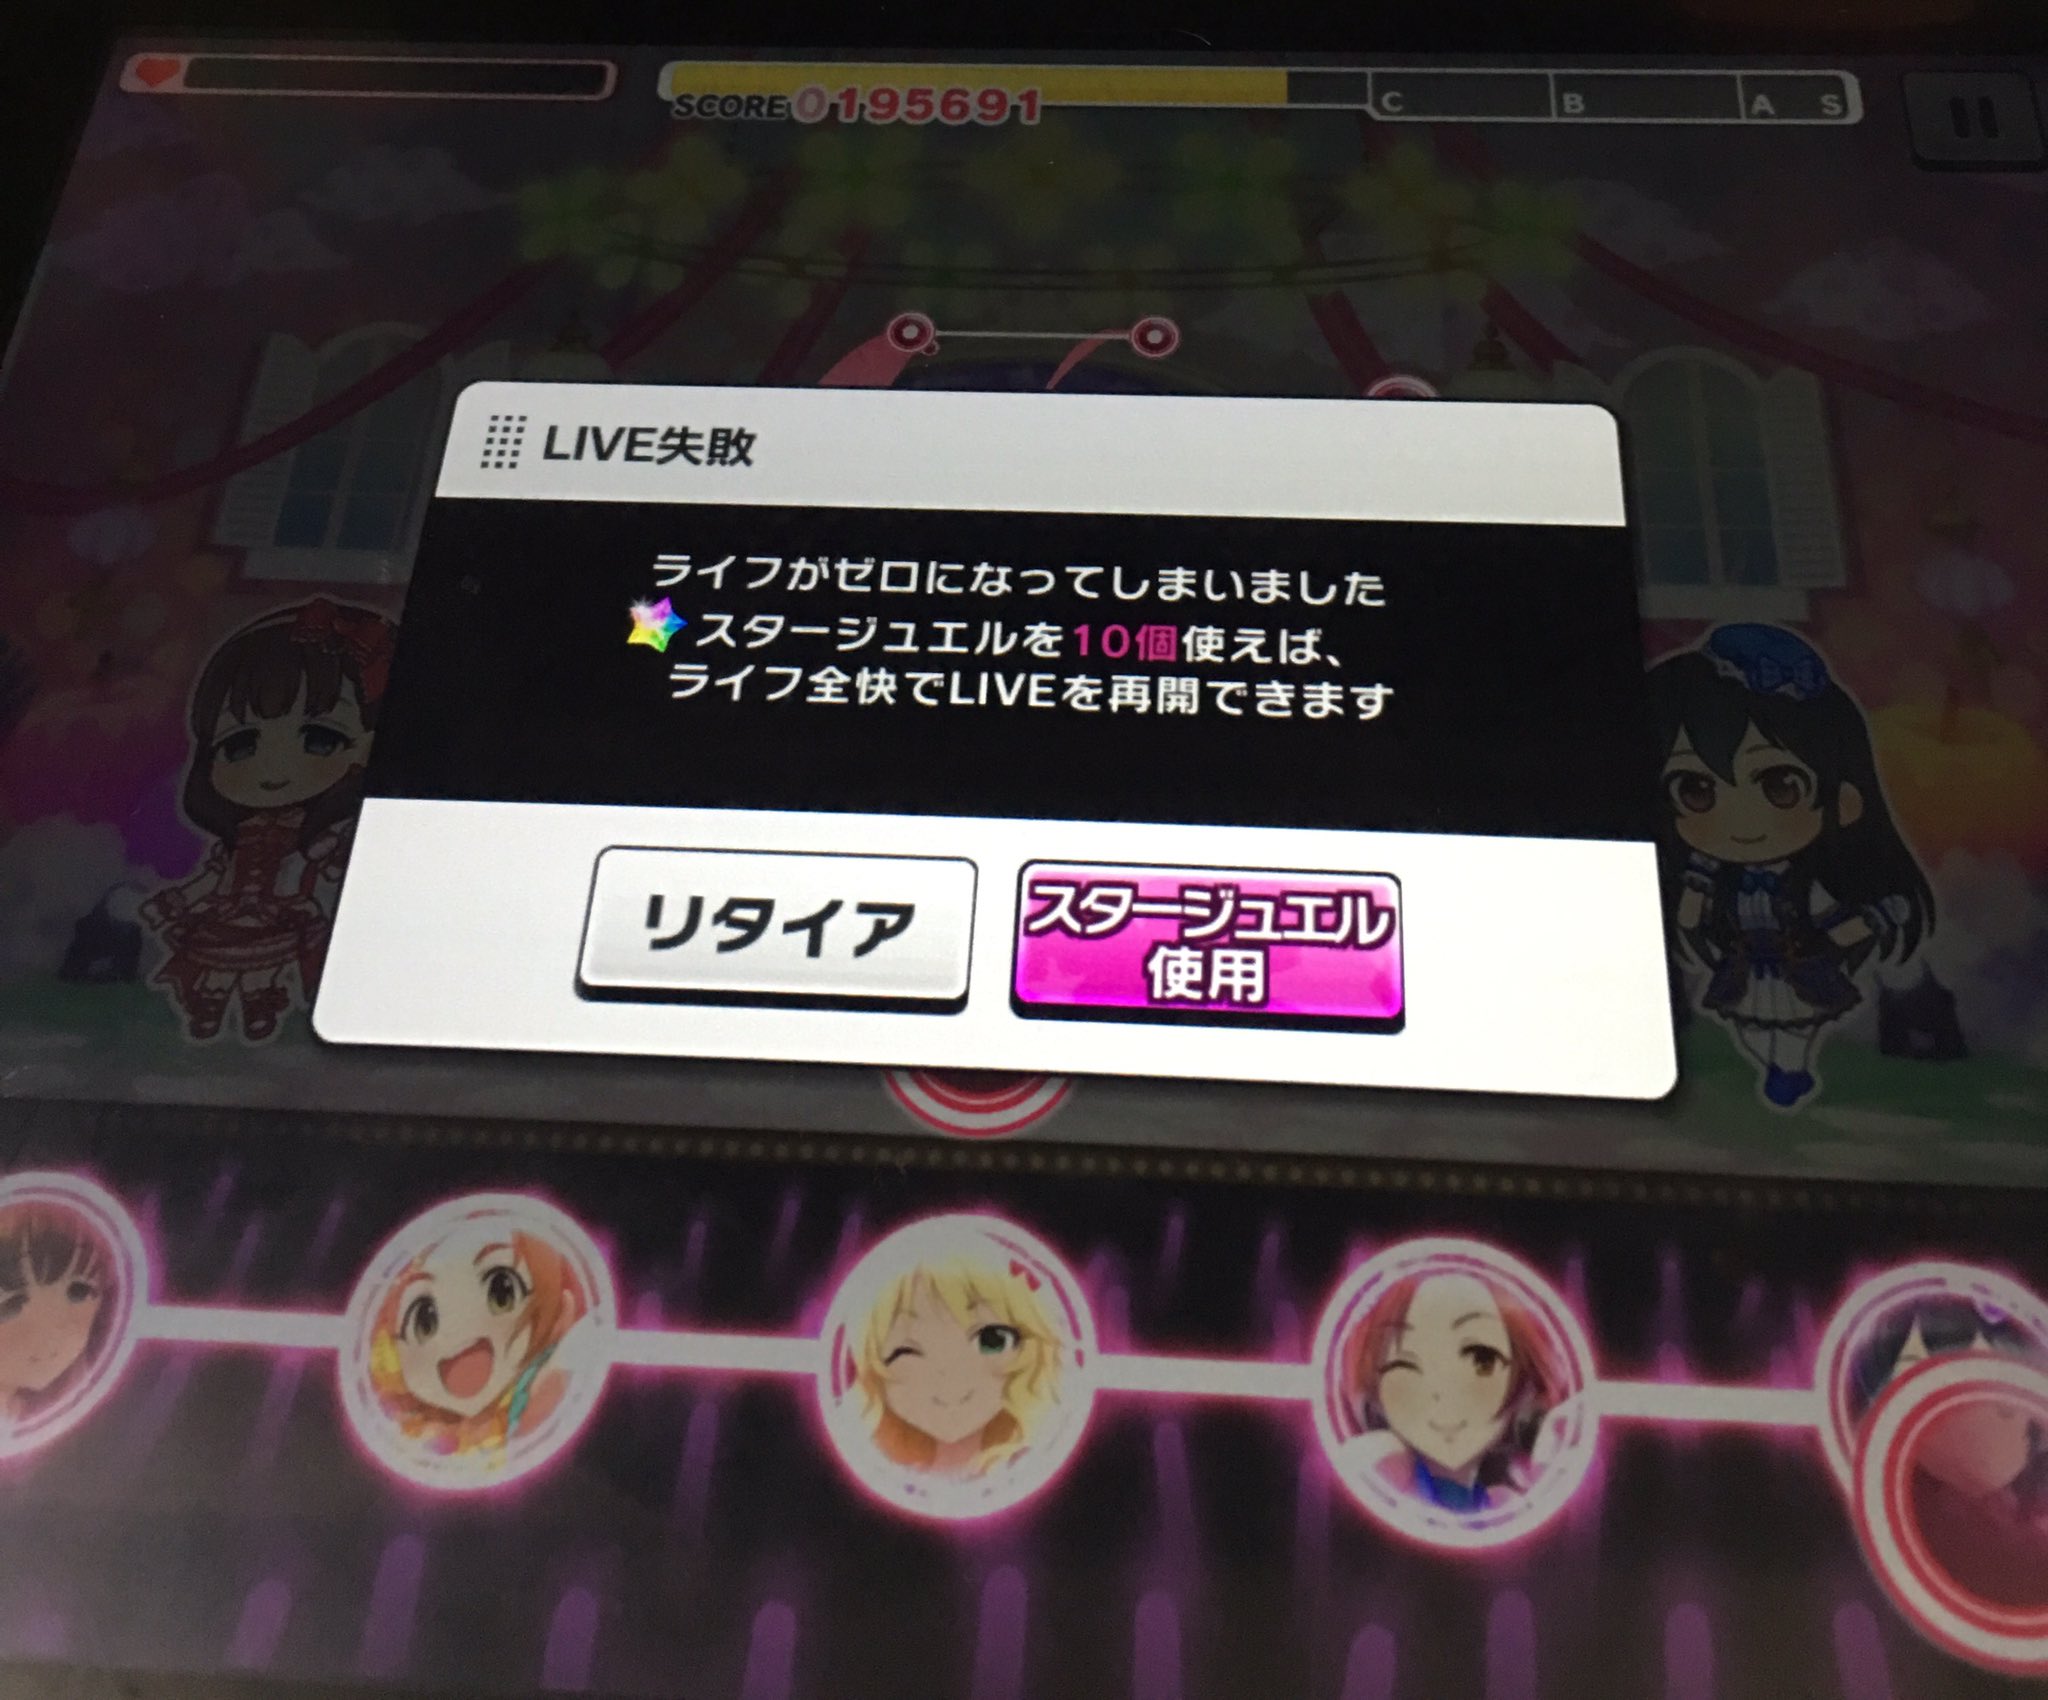 SCORE 0195691
C B A S
LIVE失敗
ライフがゼロになってしまいました
スタージュエルを10個使えば、
ライフ全快でLIVEを再開できます
リタイア
スタージュエル
使用